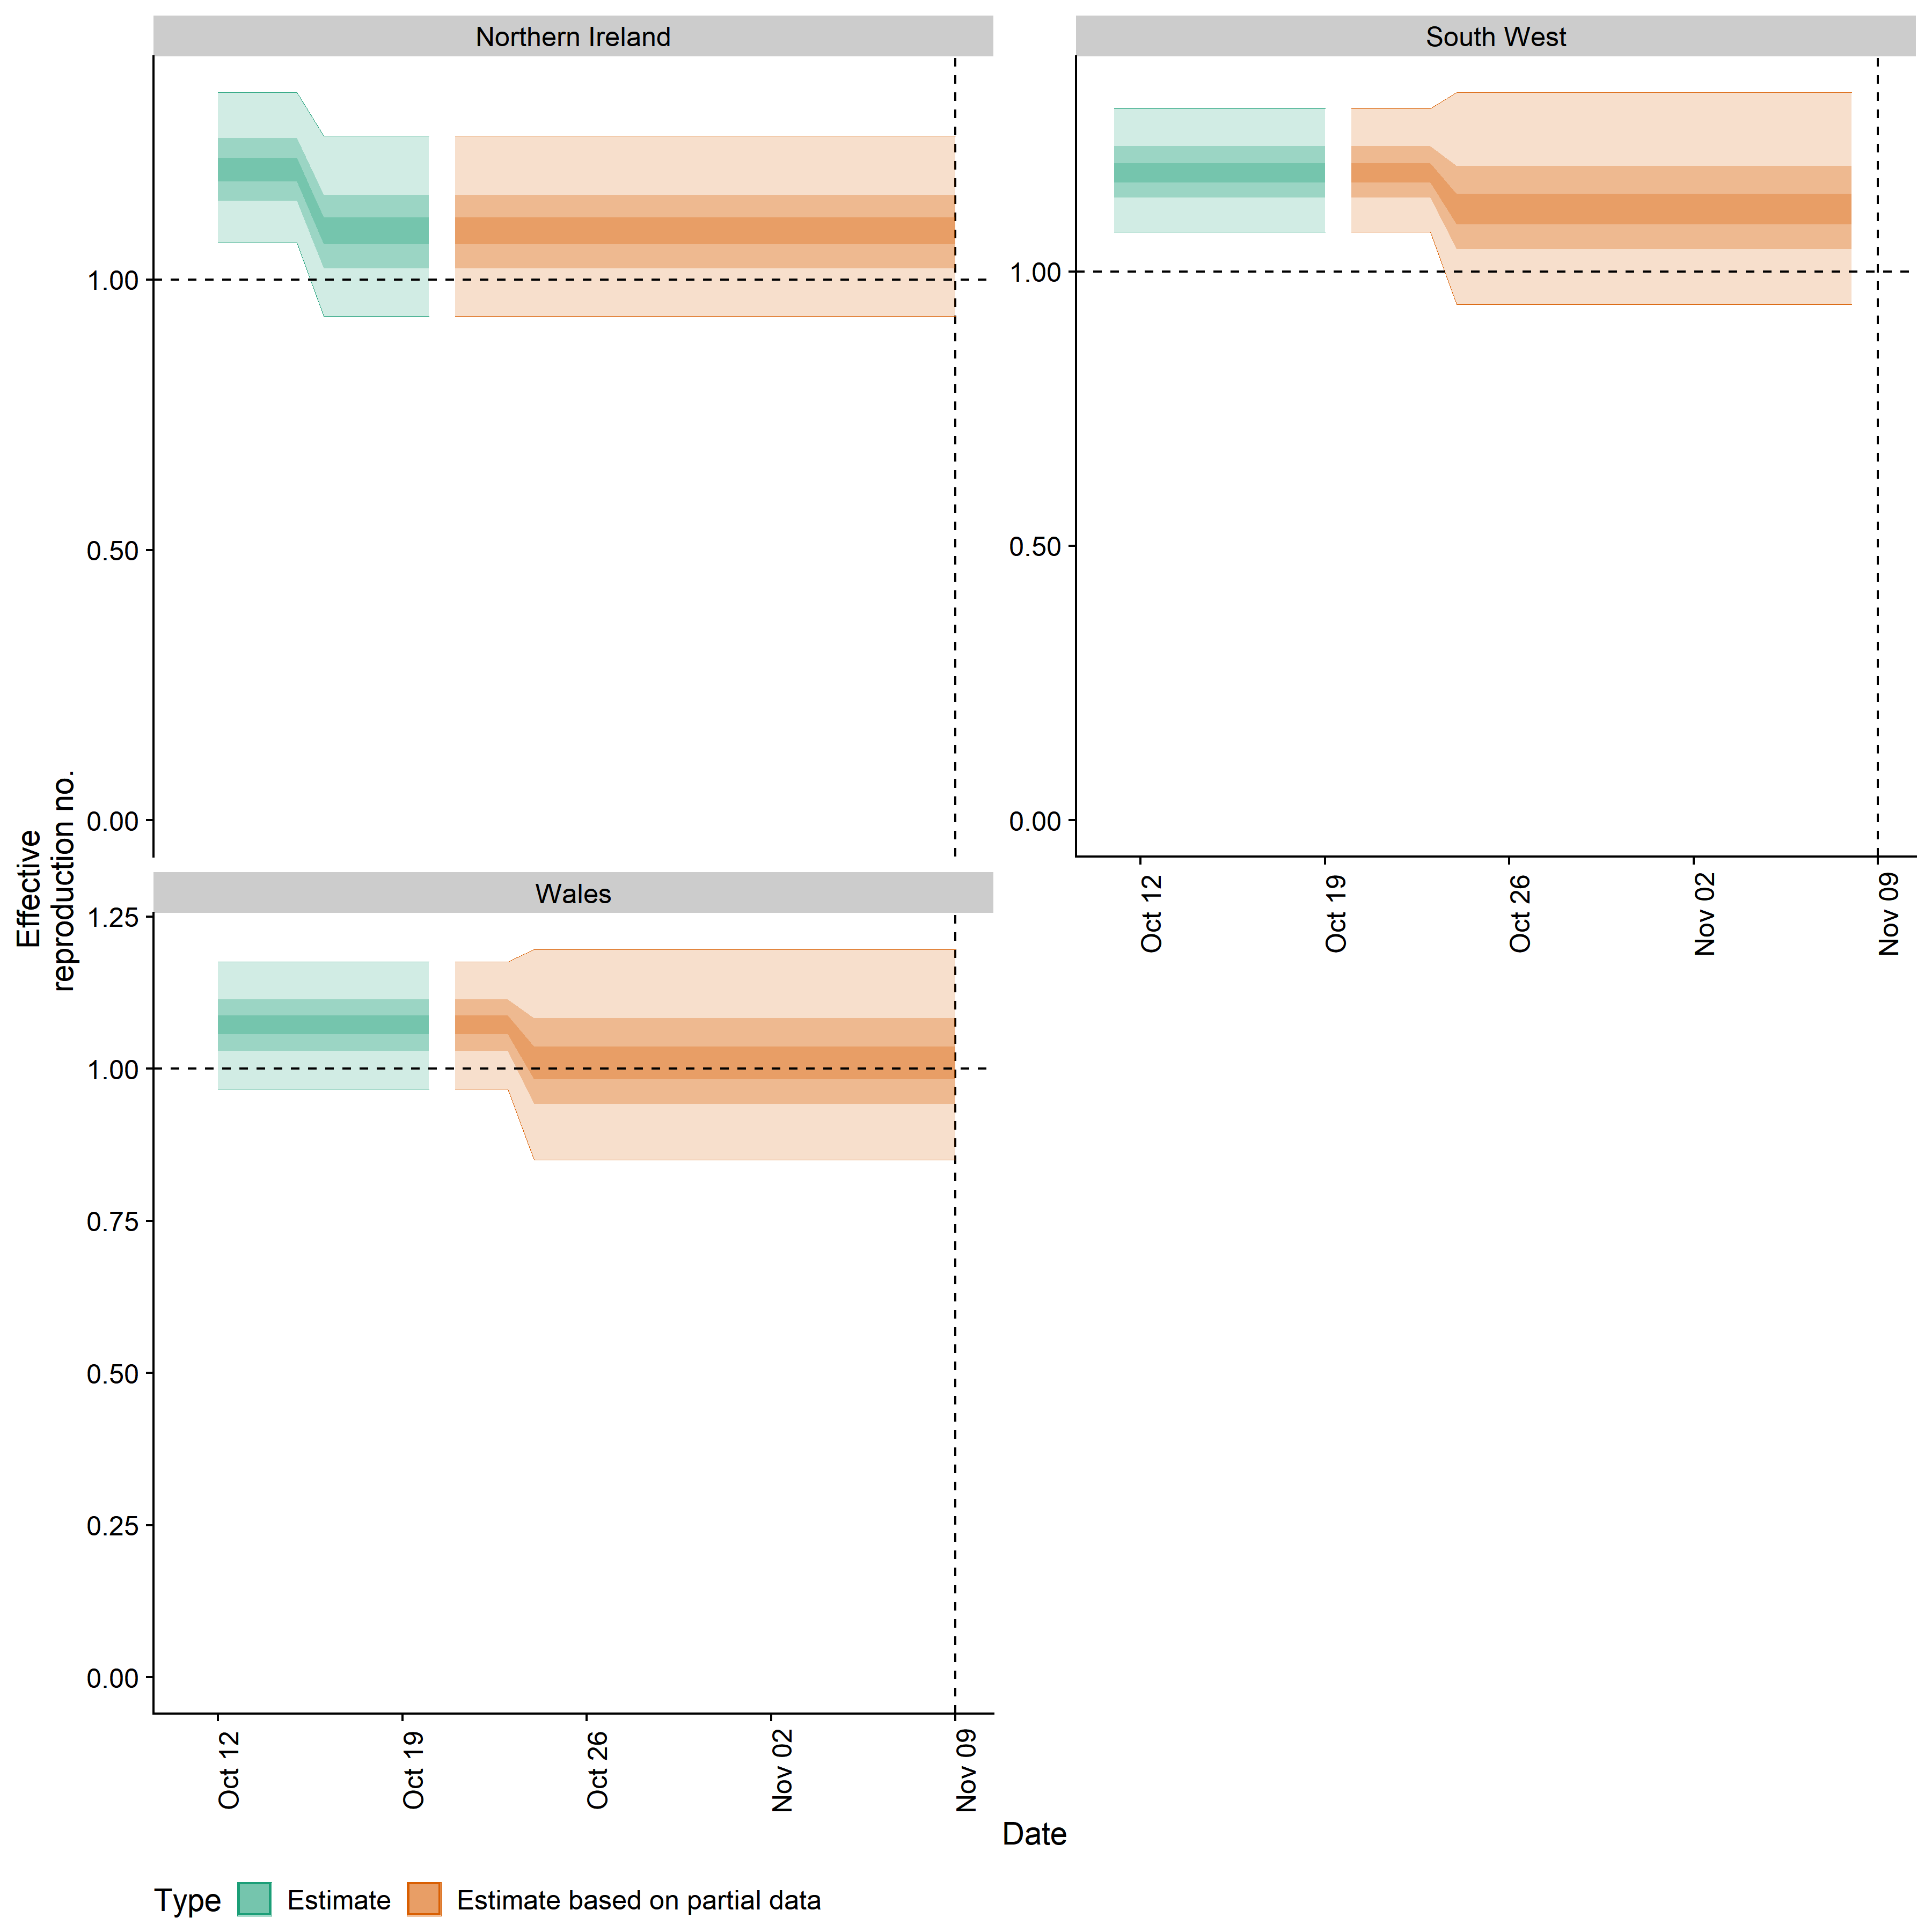 Northern Ireland
South West
1.00
0.50
0.00
1.00
0.50
0.00
Oct 12
Oct 19
Oct 26
Nov 02
Nov 09
Effective
reproduction no.
Wales
1.25
1.00
0.75
0.50
0.25
0.00
Oct 12
Oct 19
Oct 26
Nov 02
Nov 09
Date
Type Estimate Estimate based on partial data